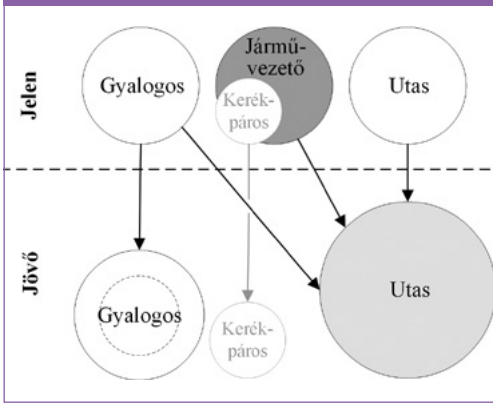 Jelen
Gyalogos
Jármű-
vezető
Kerék-
páros
Utas
Jövő
Gyalogos
Kerék-
páros
Utas